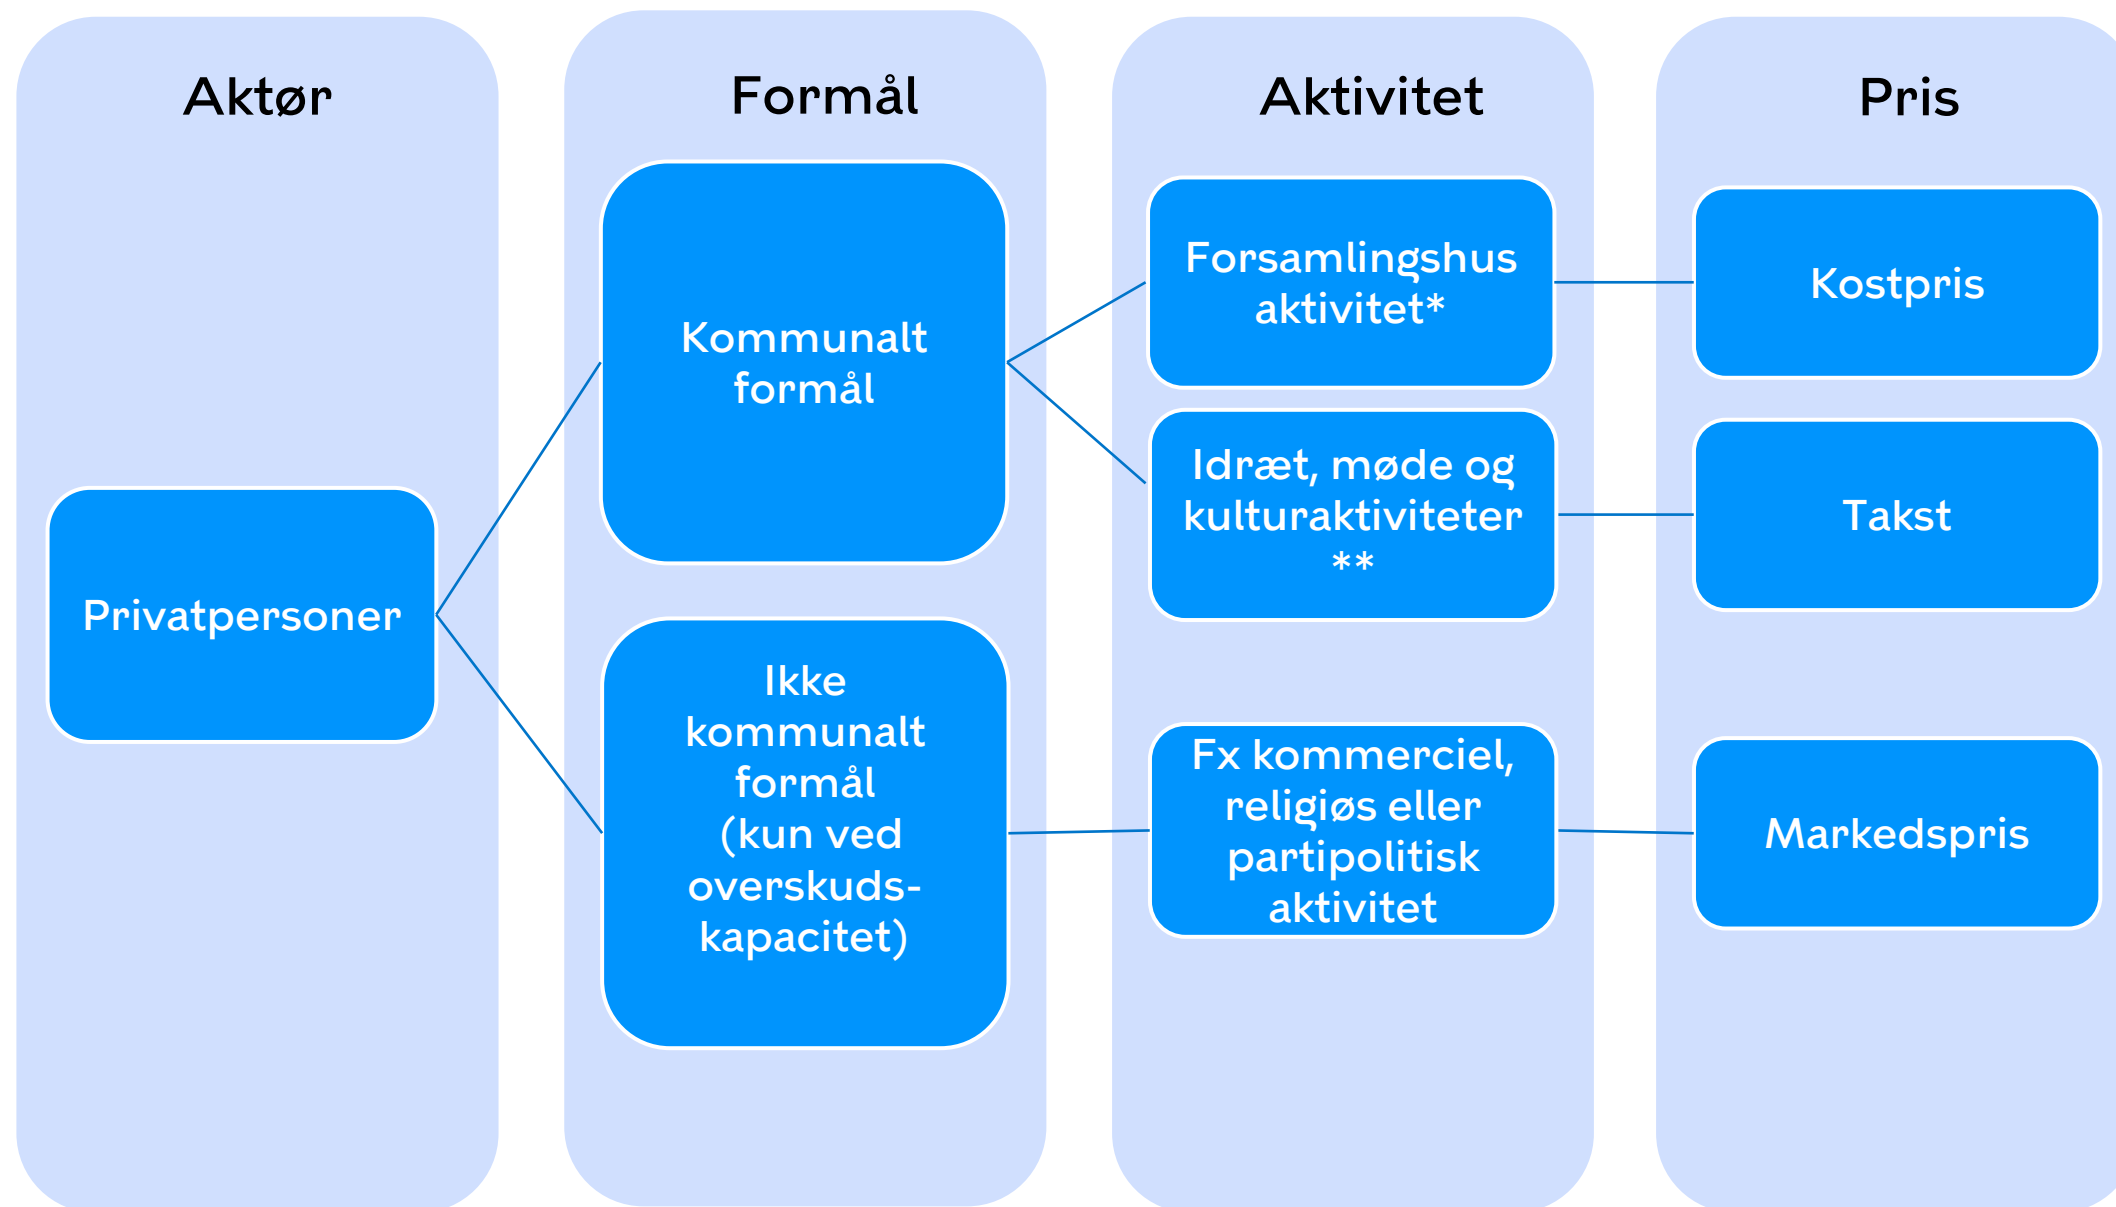 Aktør
Formål
Aktivitet
Pris
Privatpersoner
Kommunalt
formål
Ikke
kommunalt
formål
(kun ved
overskuds-
kapacitet)
Forsamlingshus
aktivitet*
Idræt, møde og
kulturaktiviteter
**
Fx kommerciel,
religiøs eller
partipolitisk
aktivitet
Kostpris
Takst
Markedspris